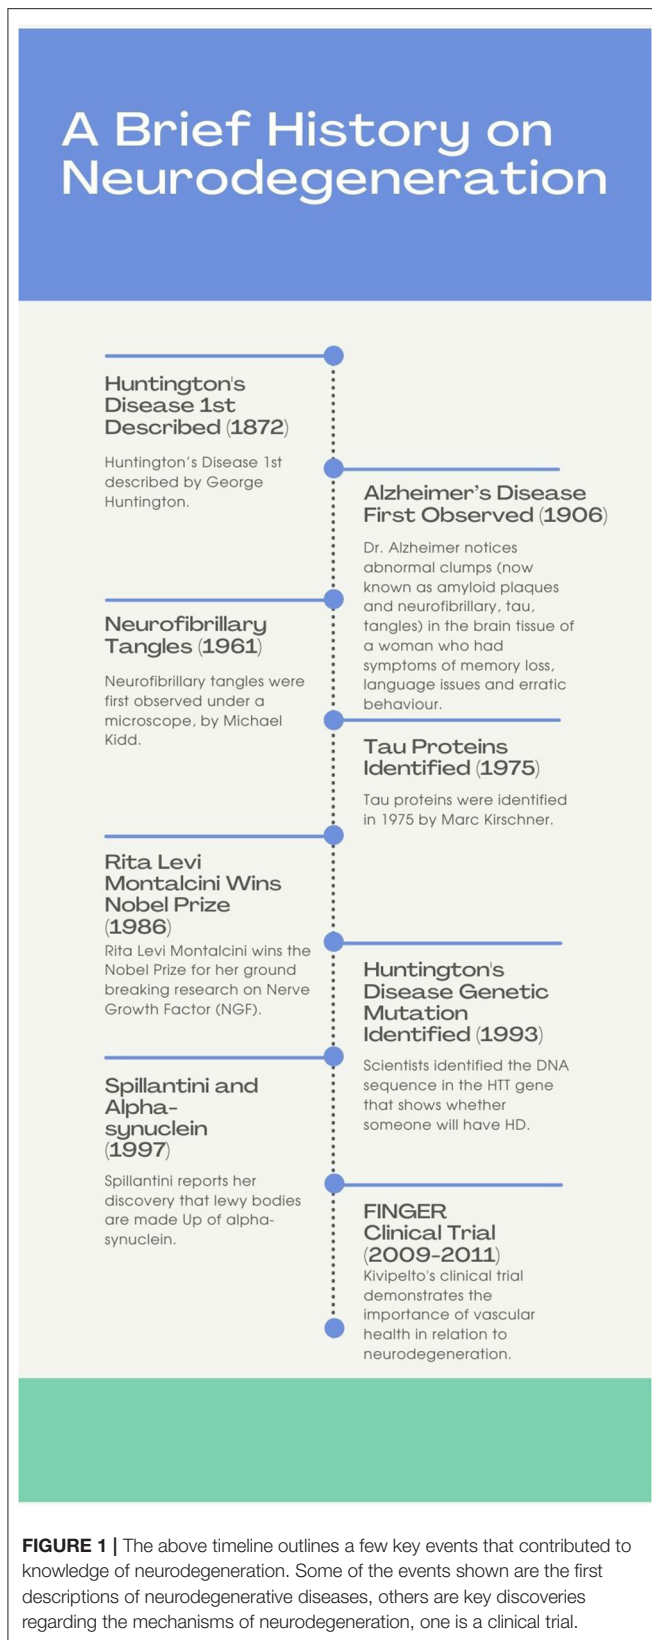 A Brief History on
Neurodegeneration
Huntington's
Disease 1st
Described (1872)
Huntington's Disease 1st
described by George
Huntington.
Alzheimer's Disease
First Observed (1906)
Dr. Alzheimer notices
abnormal clumps (now
known as amyloid plaques
and neurofibrillary, tau,
tangles) in the brain tissue of
a woman who had
symptoms of memory loss,
language issues and erratic
behaviour.
Neurofibrillary
Tangles (1961)
Neurofibrillary tangles were
first observed under a
microscope, by Michael
Kidd.
Tau Proteins
Identified (1975)
Tau proteins were identified
in 1975 by Marc Kirschner.
Rita Levi
Montalcini Wins
Nobel Prize
(1986)
Rita Levi Montalcini wins the
Nobel Prize for her ground
breaking research on Nerve
Growth Factor (NGF).
Huntington's
Disease Genetic
Mutation
Identified (1993)
Scientists identified the DNA
sequence in the HTT gene
that shows whether
someone will have HD.
Spillantini and
Alpha-
synuclein
(1997)
Spillantini reports her
discovery that lewy bodies
are made Up of alpha-
synuclein.
FINGER
Clinical Trial
(2009-2011)
Kivipelto's clinical trial
demonstrates the
importance of vascular
health in relation to
neurodegeneration.
FIGURE 1 | The above timeline outlines a few key events that contributed to
knowledge of neurodegeneration. Some of the events shown are the first
descriptions of neurodegenerative diseases, others are key discoveries
regarding the mechanisms of neurodegeneration, one is a clinical trial.